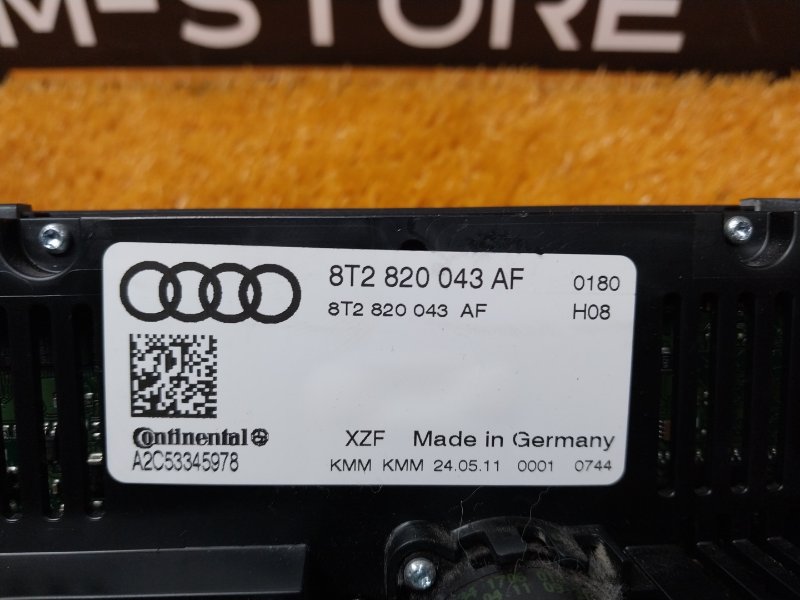 M-STORE
8T2 820 043 AF 0180
8T2 820 043 AF H08
Continental
XZF Made in Germany
A2C53345978
KMM KMM 24.05.11 0001 0744